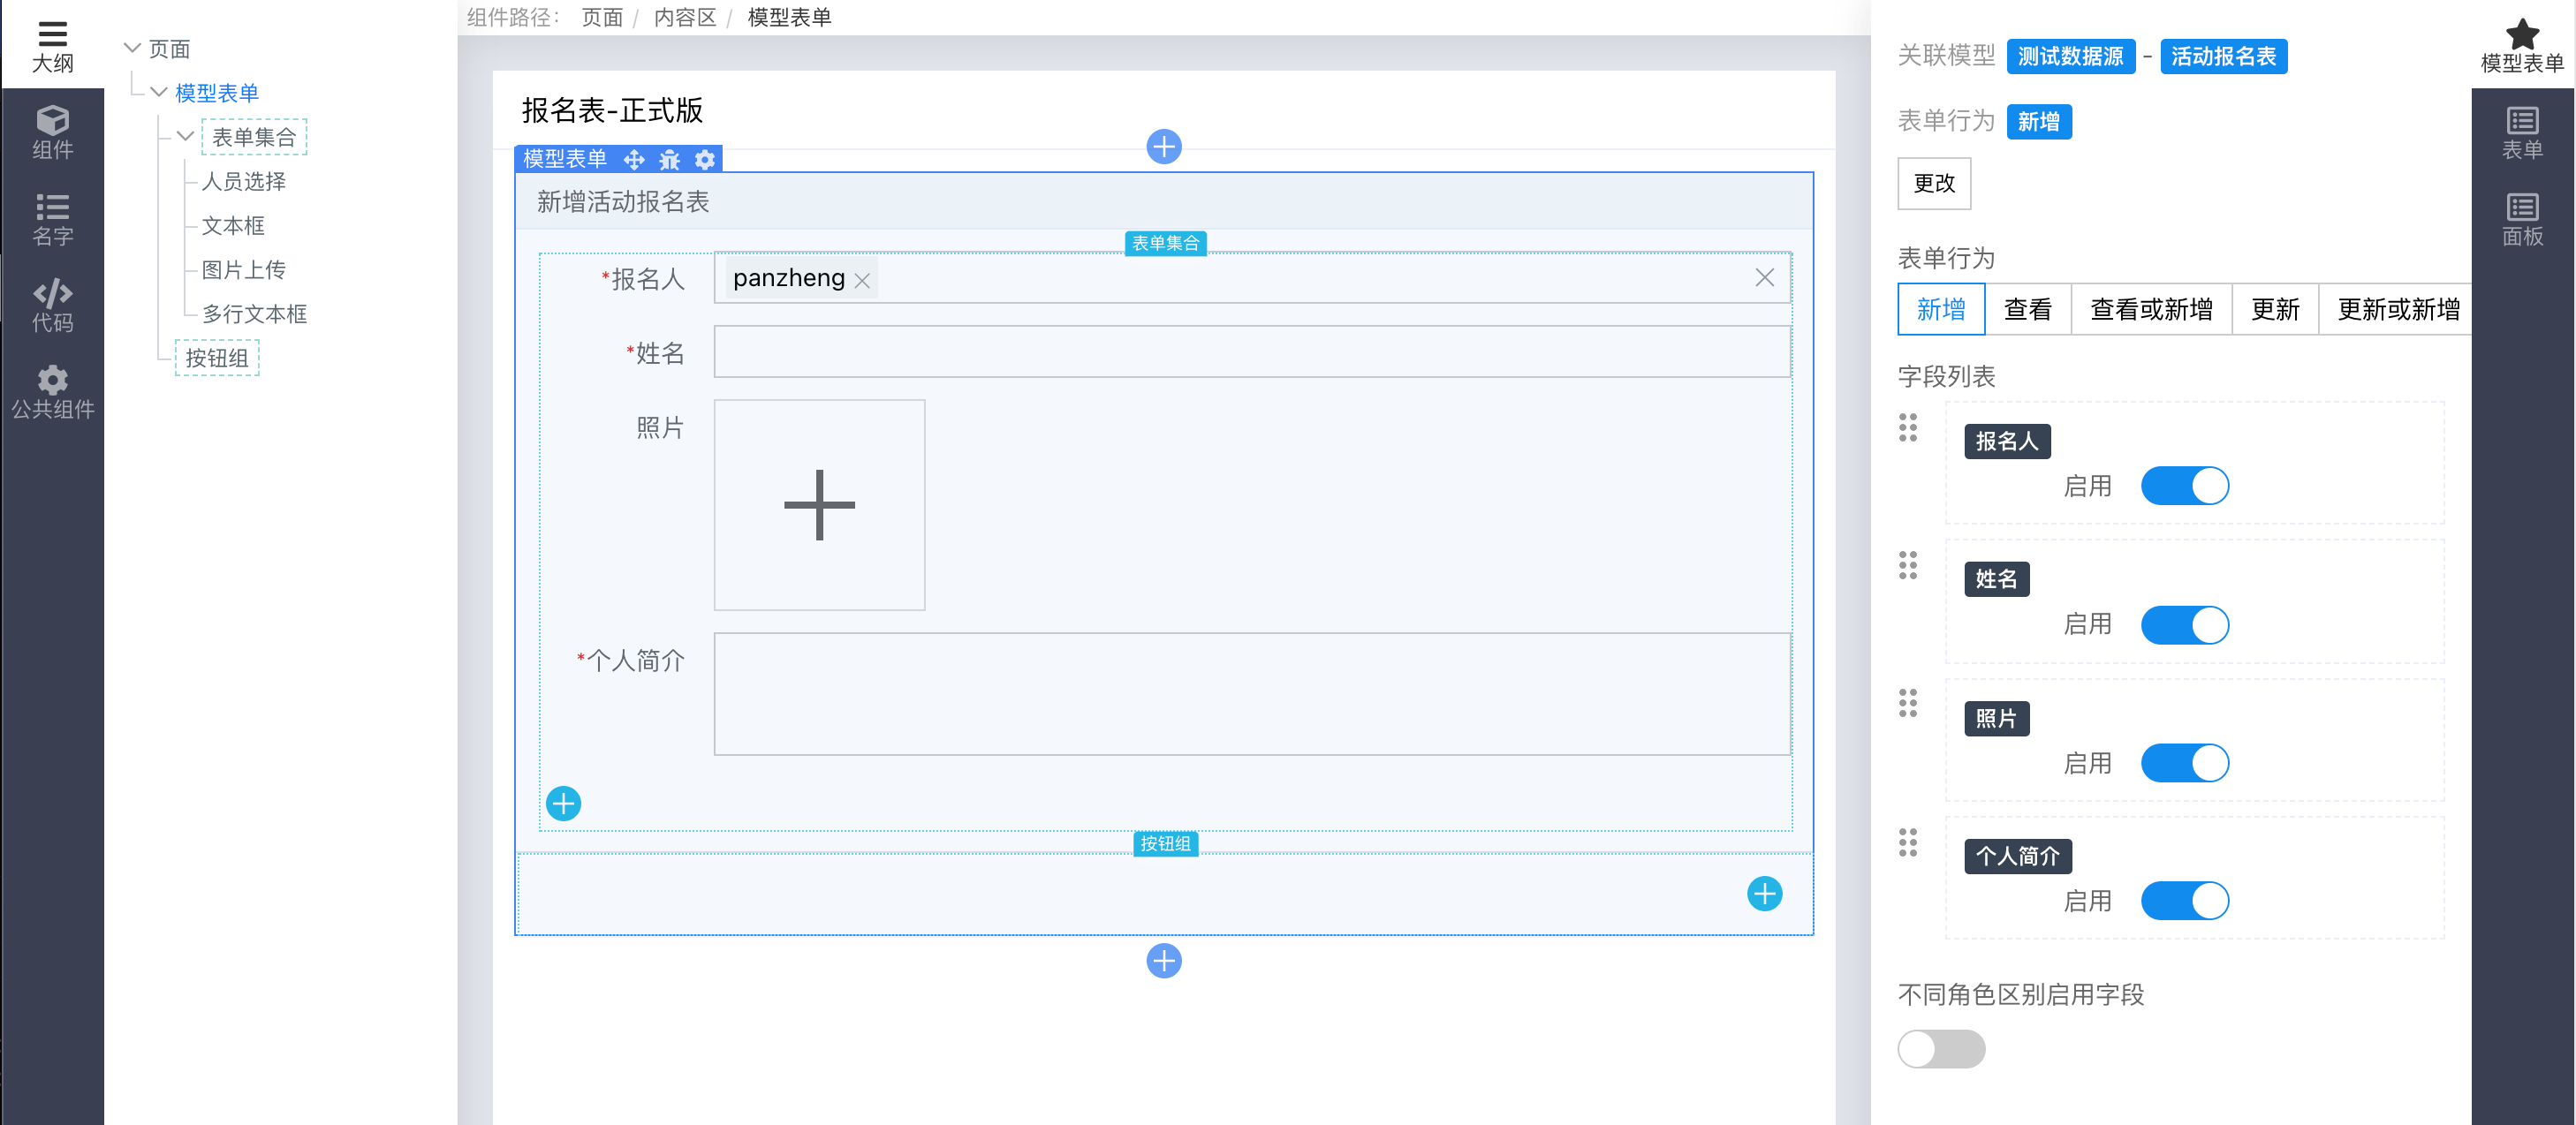 大纲
组件
名字
代码
公共组件
页面
模型表单
表单集合
人员选择
文本框
图片上传
多行文本框
按钮组
组件路径： 页面 / 内容区 / 模型表单
报名表-正式版
模型表单
新增活动报名表
表单集合
*报名人 panzheng
*姓名
照片
*个人简介
按钮组
关联模型 测试数据源 - 活动报名表
表单行为 新增
更改
表单行为
新增 查看 查看或新增 更新 更新或新增
字段列表
报名人
启用
姓名
启用
照片
启用
个人简介
启用
不同角色区别启用字段
模型表单
表单
面板